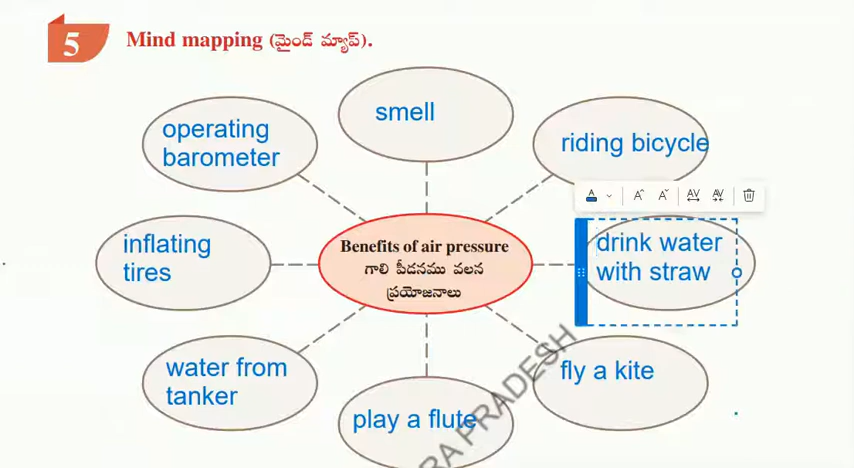 5 Mind mapping (మైండ్ మ్యాప్).
smell
operating
barometer
riding bicycle
inflating
tires
Benefits of air pressure
గాలి పీడనము వలన
ప్రయోజనాలు
drink water
with straw
water from
tanker
play a flute
fly a kite
RA PRADESH